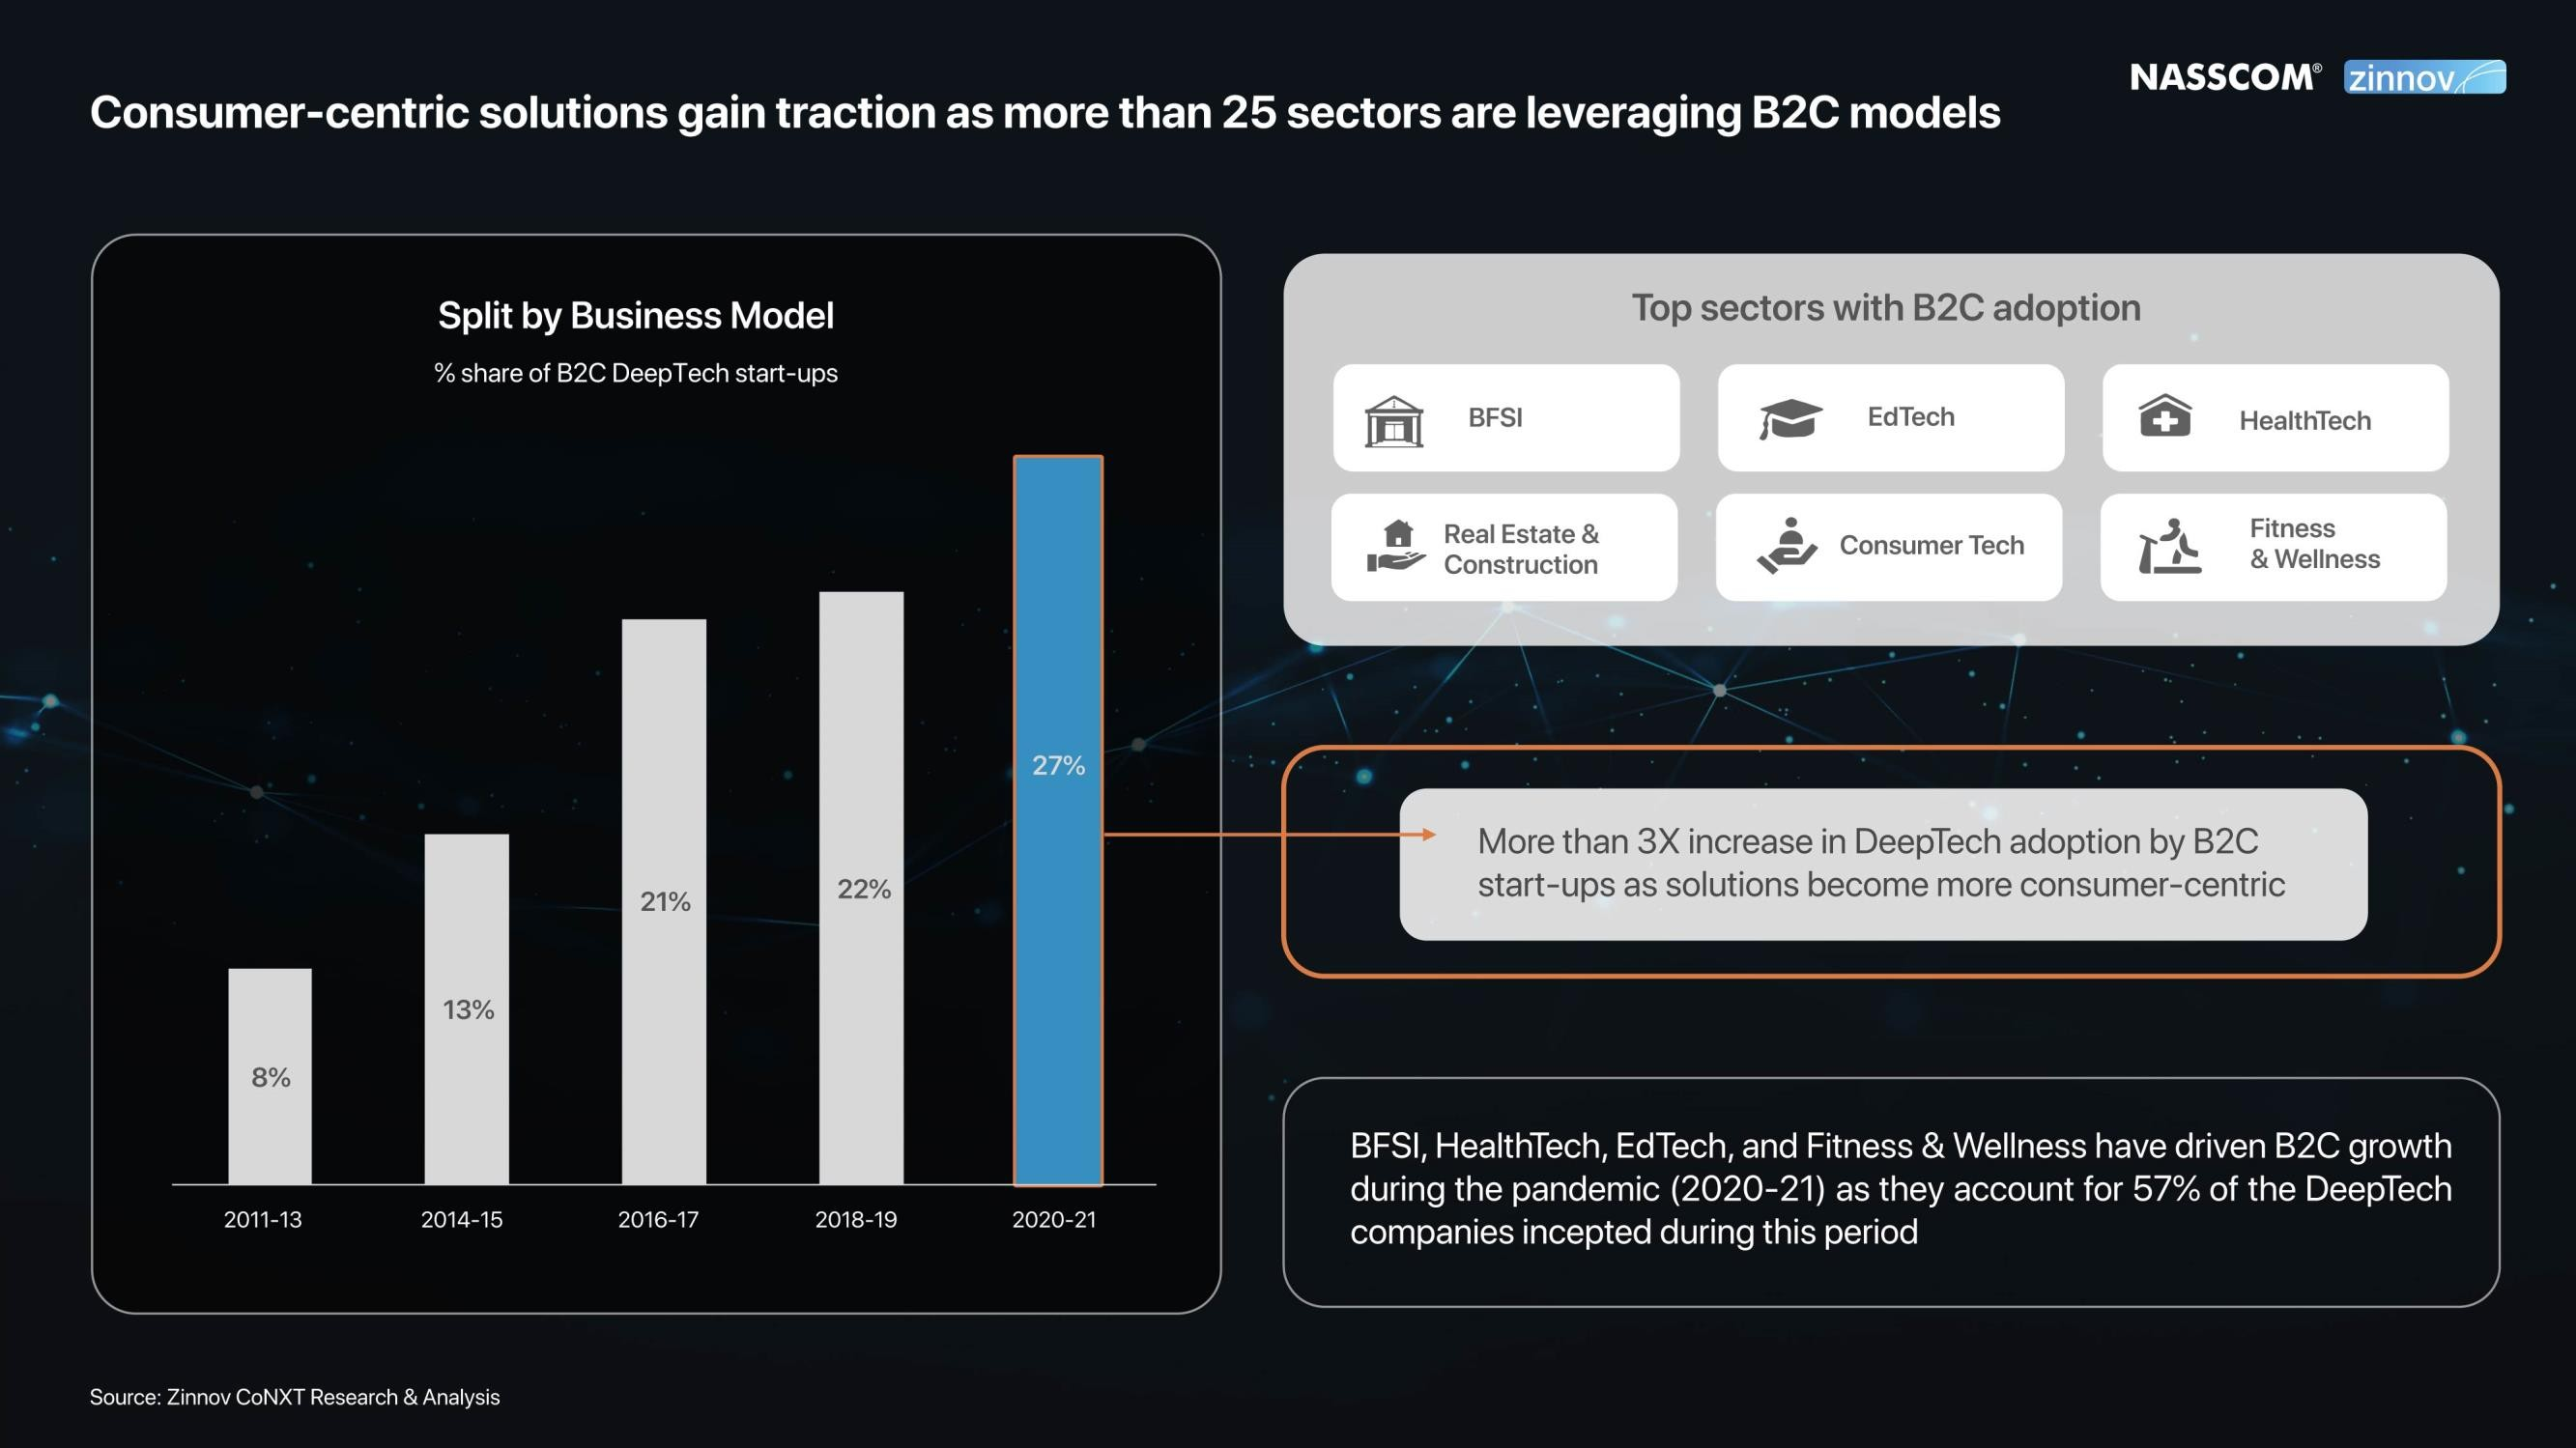 NASSCOM® zinnov
Consumer-centric solutions gain traction as more than 25 sectors are leveraging B2C models
Split by Business Model
% share of B2C DeepTech start-ups
8%
13%
21%
22%
27%
2011-13
2014-15
2016-17
2018-19
2020-21
Top sectors with B2C adoption
BFSI
EdTech
HealthTech
Real Estate &
Construction
Consumer Tech
Fitness
& Wellness
More than 3X increase in DeepTech adoption by B2C
start-ups as solutions become more consumer-centric
BFSI, HealthTech, EdTech, and Fitness & Wellness have driven B2C growth
during the pandemic (2020-21) as they account for 57% of the DeepTech
companies incepted during this period
Source: Zinnov CoNXT Research & Analysis